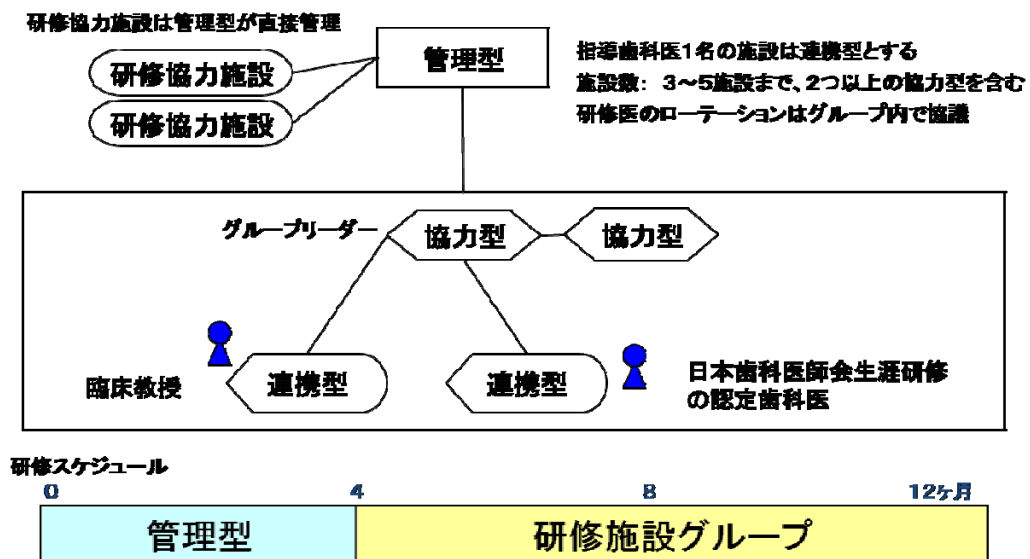 研修協力施設は管理型が直接管理
研修協力施設
研修協力施設
管理型
指導歯科医1名の施設は連携型とする
施設数： 3～5施設まで、2つ以上の協力型を含む
研修医のローテーションはグループ内で協議
グループリーダー
協力型
協力型
臨床教授
連携型
連携型
日本歯科医師会生涯研修
の認定歯科医
研修スケジュール
0 4 8 12ヶ月
管理型 研修施設グループ